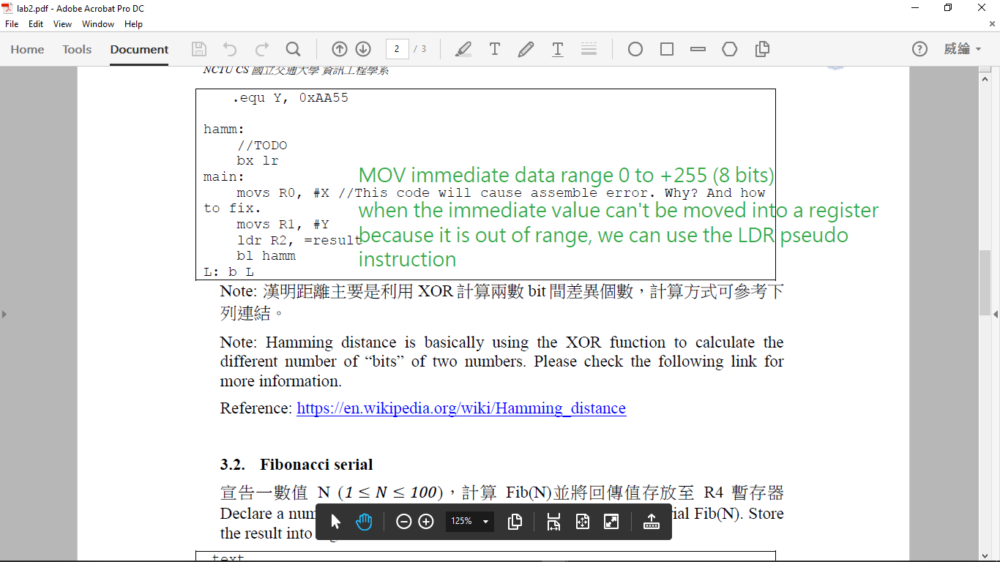 lab2.pdf - Adobe Acrobat Pro DC
File Edit View Window Help
Home Tools Document 2 / 3 威綸
NCTU CS 國立交通大學 資訊工程學系
.equ Y, 0xAA55
hamm:
//TODO
bx lr
main:
MOV immediate data range 0 to +255 (8 bits)
movs R0, #X //This code will cause assemble error. Why? And how
to fix.
when the immediate value can't be moved into a register
movs R1, #Y
ldr R2, =result
because it is out of range, we can use the LDR pseudo
bl hamm
instruction
L: b L
Note: 漢明距離主要是利用 XOR 計算兩數 bit 間差異個數，計算方式可參考下
列連結。
Note: Hamming distance is basically using the XOR function to calculate the
different number of “bits” of two numbers. Please check the following link for
more information.
Reference: https://en.wikipedia.org/wiki/Hamming_distance
3.2. Fibonacci serial
宣告一數值 N (1 ≤ N ≤ 100)，計算 Fib(N)並將回傳值存放至 R4 暫存器
Declare a num rial Fib(N). Store
the result into
125%
.text